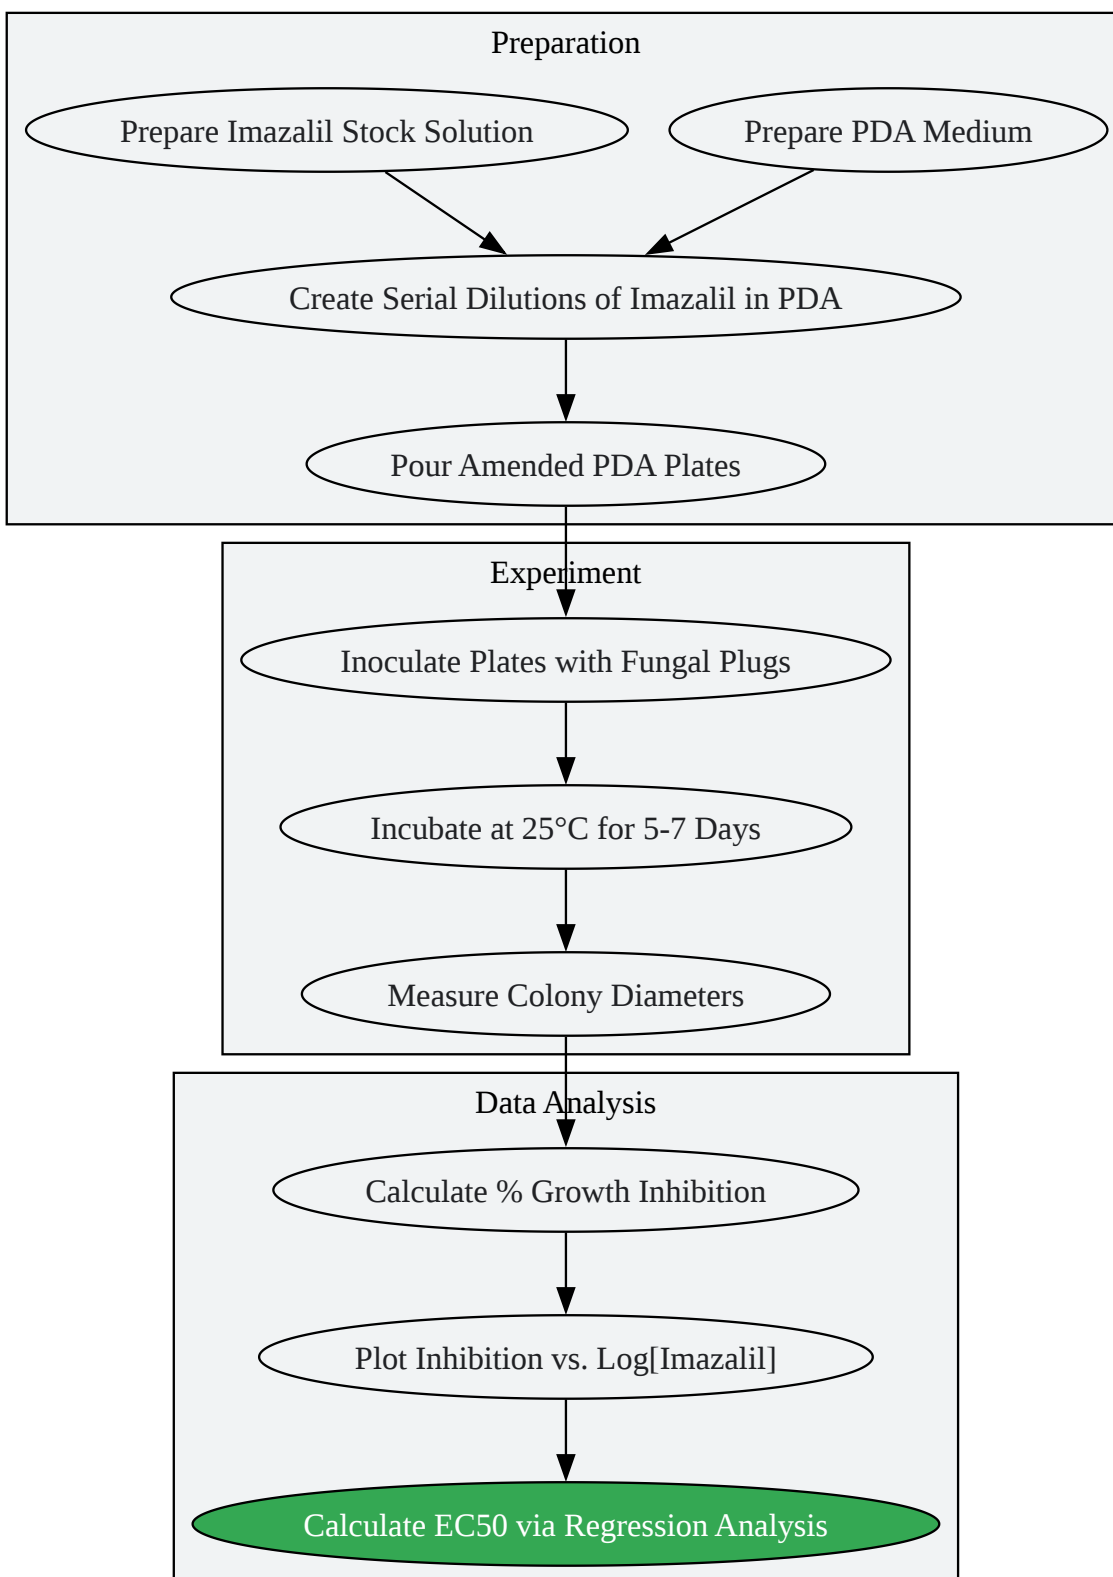 Preparation
Prepare Imazalil Stock Solution
Prepare PDA Medium
Create Serial Dilutions of Imazalil in PDA
Pour Amended PDA Plates
Experiment
Inoculate Plates with Fungal Plugs
Incubate at 25°C for 5-7 Days
Measure Colony Diameters
Data Analysis
Calculate % Growth Inhibition
Plot Inhibition vs. Log[Imazalil]
Calculate EC50 via Regression Analysis